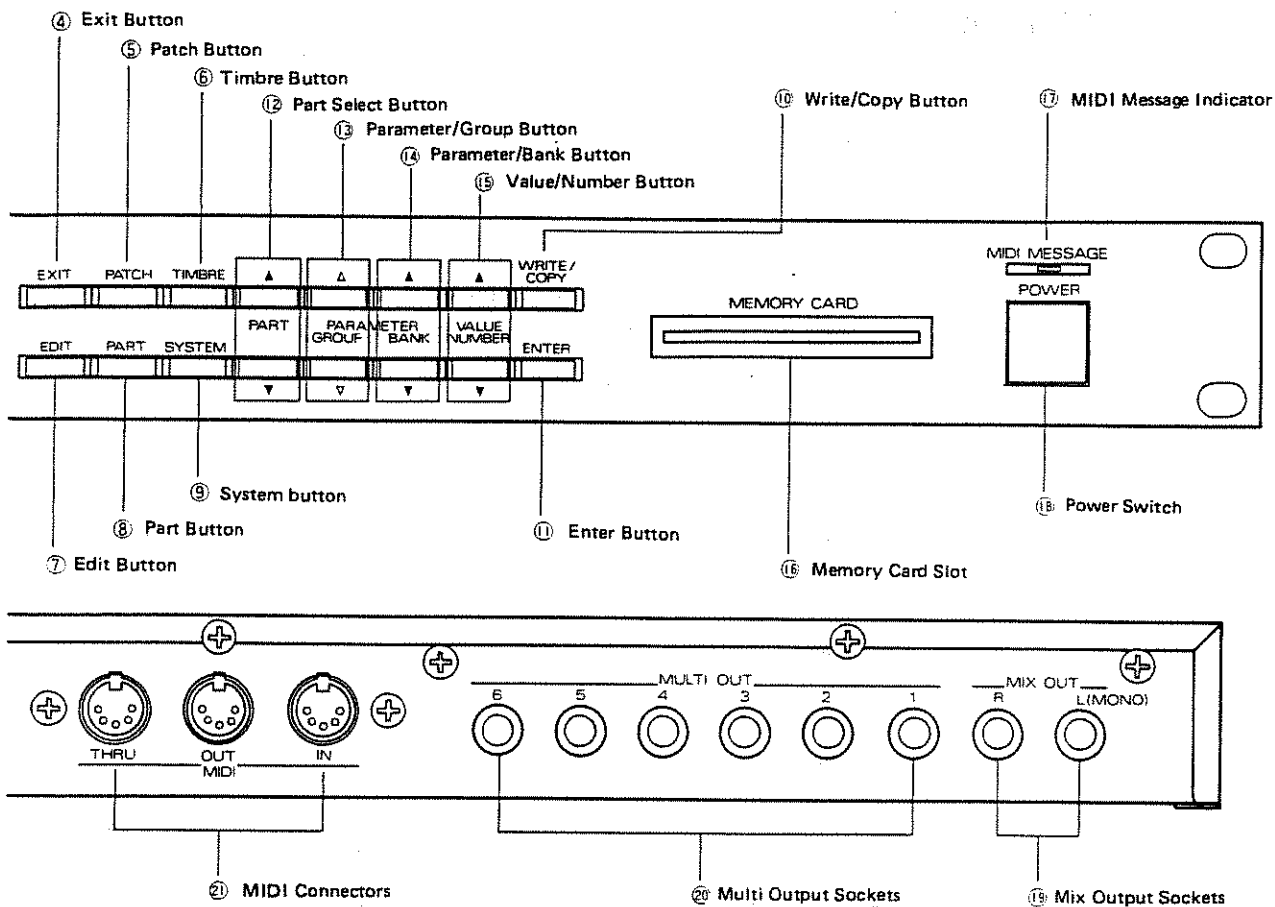 ④ Exit Button
⑤ Patch Button
⑥ Timbre Button
⑫ Part Select Button
⑬ Parameter/Group Button
⑭ Parameter/Bank Button
⑮ Value/Number Button
⑩ Write/Copy Button
⑰ MIDI Message Indicator
EXIT PATCH TIMBRE ▲ △ ▲ ▲ WRITE/
COPY
PART PARAMETER VALUE
GROUP BANK NUMBER
EDIT PART SYSTEM ▼ ▽ ▼ ▼ ENTER
MEMORY CARD
MIDI MESSAGE
POWER
⑨ System button
⑧ Part Button
⑦ Edit Button
⑪ Enter Button
⑯ Memory Card Slot
⑱ Power Switch
THRU OUT IN
MIDI
MULTI OUT
6 5 4 3 2 1
MIX OUT
R L(MONO)
㉑ MIDI Connectors
⑳ Multi Output Sockets
⑲ Mix Output Sockets